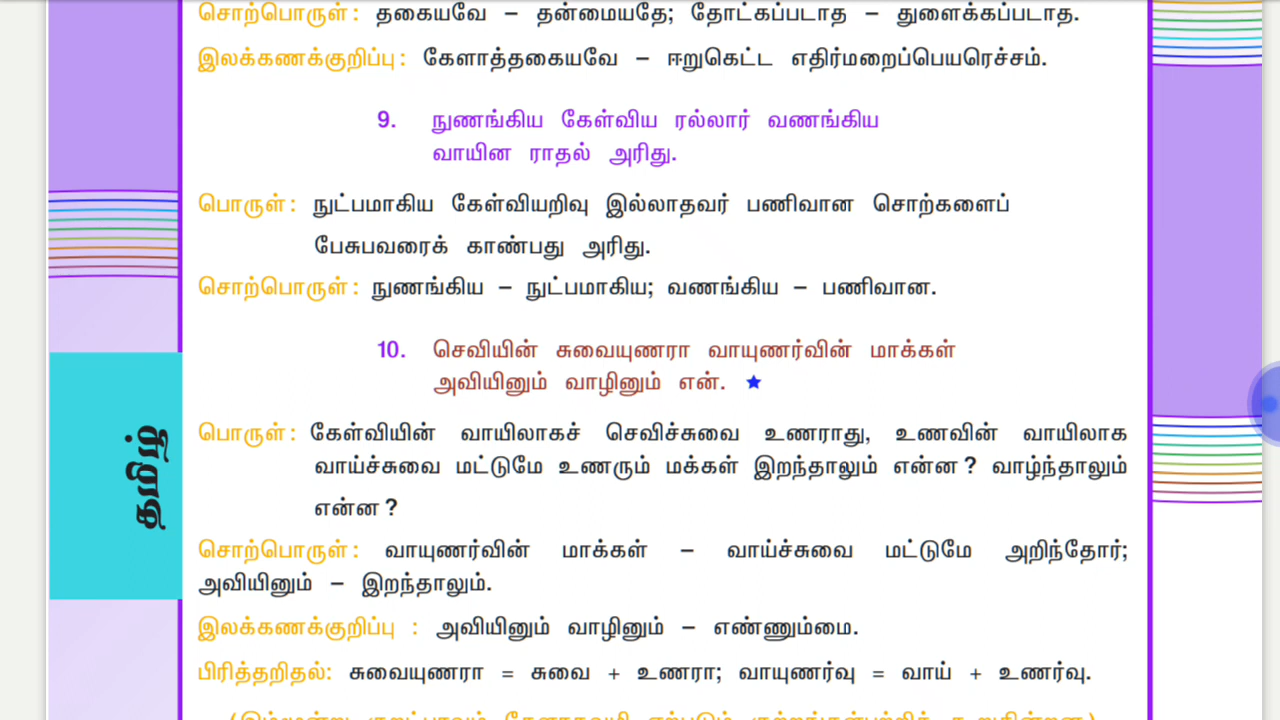 சொற்பொருள் : தகையவே – தன்மையதே; தோட்கப்படாத – துளைக்கப்படாத.
இலக்கணக்குறிப்பு : கேளாத்தகையவே – ஈறுகெட்ட எதிர்மறைப்பெயரெச்சம்.
9. நுணங்கிய கேள்விய ரல்லார் வணங்கிய
வாயின ராதல் அரிது.
பொருள் : நுட்பமாகிய கேள்வியறிவு இல்லாதவர் பணிவான சொற்களைப்
பேசுபவரைக் காண்பது அரிது.
சொற்பொருள் : நுணங்கிய – நுட்பமாகிய; வணங்கிய – பணிவான.
10. செவியின் சுவையுணரா வாயுணர்வின் மாக்கள்
அவியினும் வாழினும் என். ★
பொருள் : கேள்வியின் வாயிலாகச் செவிச்சுவை உணராது, உணவின் வாயிலாக
வாய்ச்சுவை மட்டுமே உணரும் மக்கள் இறந்தாலும் என்ன ? வாழ்ந்தாலும்
என்ன ?
சொற்பொருள் : வாயுணர்வின் மாக்கள் – வாய்ச்சுவை மட்டுமே அறிந்தோர்;
அவியினும் – இறந்தாலும்.
இலக்கணக்குறிப்பு : அவியினும் வாழினும் – எண்ணும்மை.
பிரித்தறிதல்: சுவையுணரா = சுவை + உணரா; வாயுணர்வு = வாய் + உணர்வு.
தமிழ்